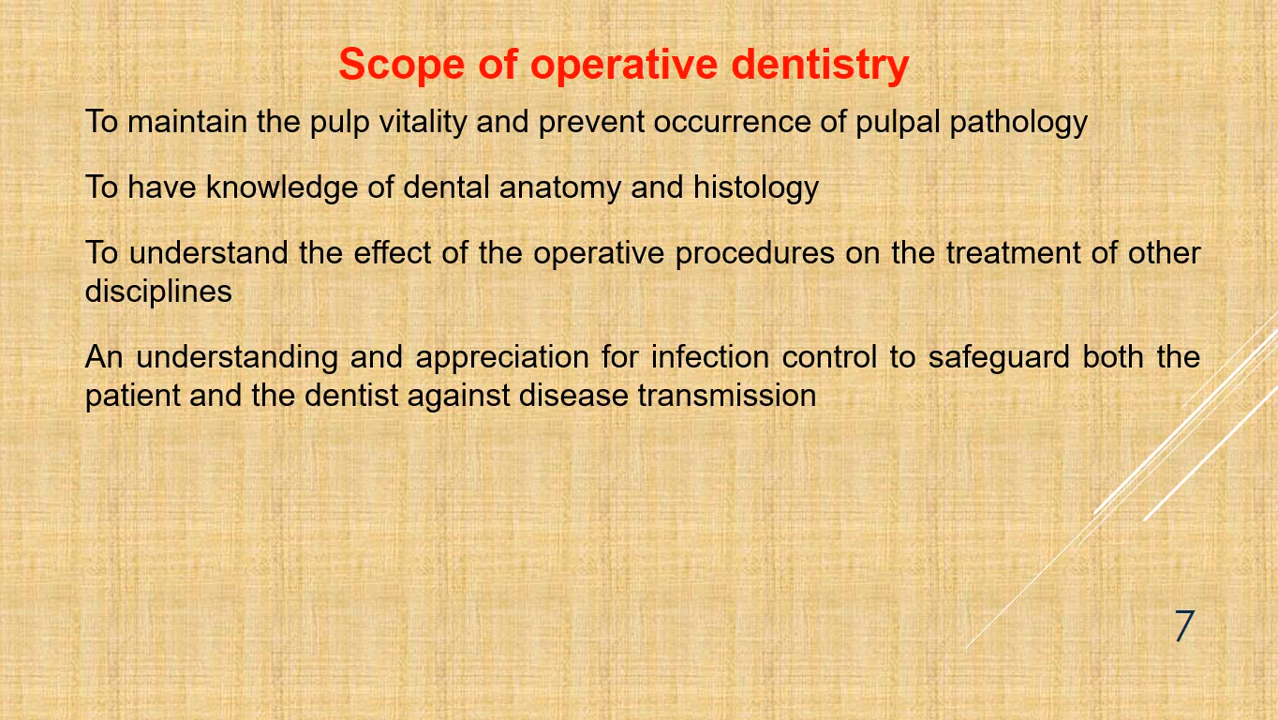 Scope of operative dentistry
To maintain the pulp vitality and prevent occurrence of pulpal pathology
To have knowledge of dental anatomy and histology
To understand the effect of the operative procedures on the treatment of other
disciplines
An understanding and appreciation for infection control to safeguard both the
patient and the dentist against disease transmission
7